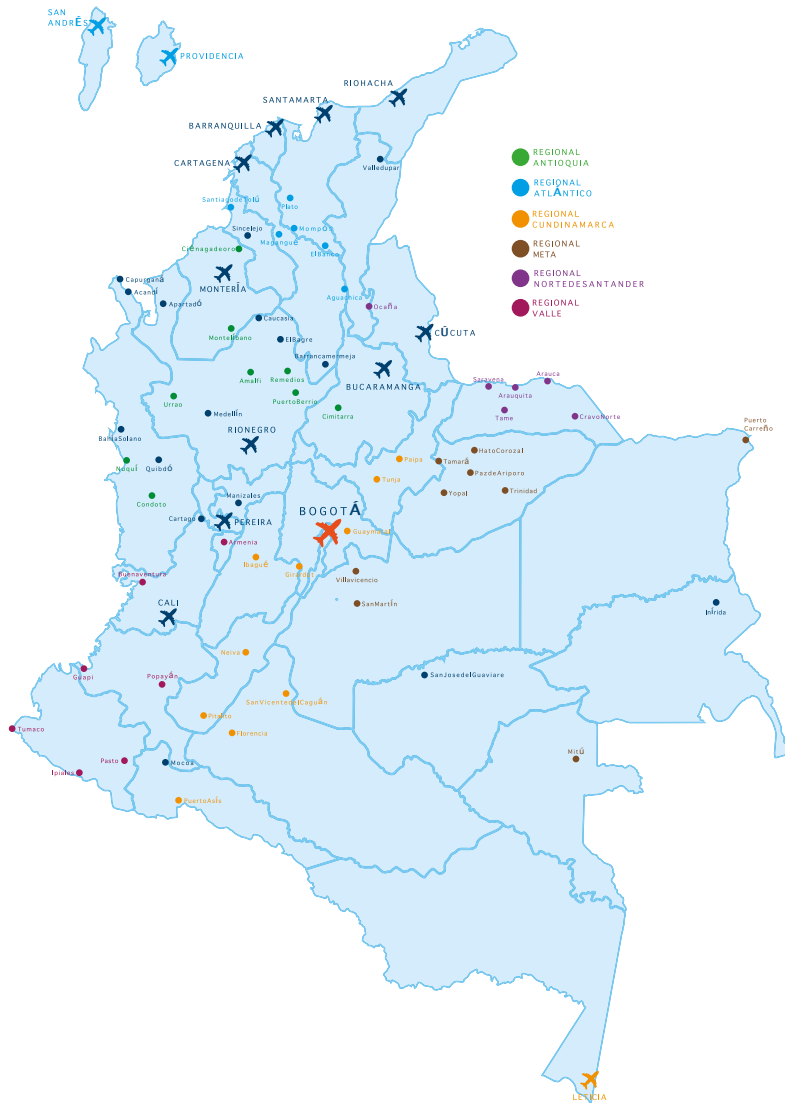 SAN
ANDRÉS
PROVIDENCIA
RIOHACHA
SANTAMARTA
BARRANQUILLA
CARTAGENA
Valledupar
REGIONAL
ANTIOQUIA
REGIONAL
ATLÁNTICO
REGIONAL
CUNDINAMARCA
REGIONAL
META
REGIONAL
NORTEDESANTANDER
REGIONAL
VALLE
SantiagodeTolú
Plato
Sincelejo
Mompós
Magangué
Ciénagadeoro
ElBanco
Capurganá
MONTERÍA
Acandí
Apartadó
Aguachica
Ocaña
Caucasia
CÚCUTA
Montelibano
ElBagre
Barrancamermeja
BUCARAMANGA
Amalfi
Remedios
Saravena
Arauca
Arauquita
Urrao
PuertoBerrio
Medellín
Cimitarra
Tame
CravoNorte
Puerto
Carreño
BahíaSolano
RIONEGRO
Nuquí
Quibdó
Paipa
Tamará
HatoCorozal
PazdeAriporo
Tunja
Yopal
Trinidad
Condoto
Manizales
BOGOTÁ
Cartago
PEREIRA
Guaymaral
Armenia
Ibagué
Girardot
Buenaventura
Villavicencio
CALI
SanMartín
Inírida
Neiva
Guapi
Popayán
SanJosedelGuaviare
SanVicentedelCaguán
Pitalito
Tumaco
Florencia
Pasto
Mocoa
Ipiales
Mitú
PuertoAsís
LETICIA